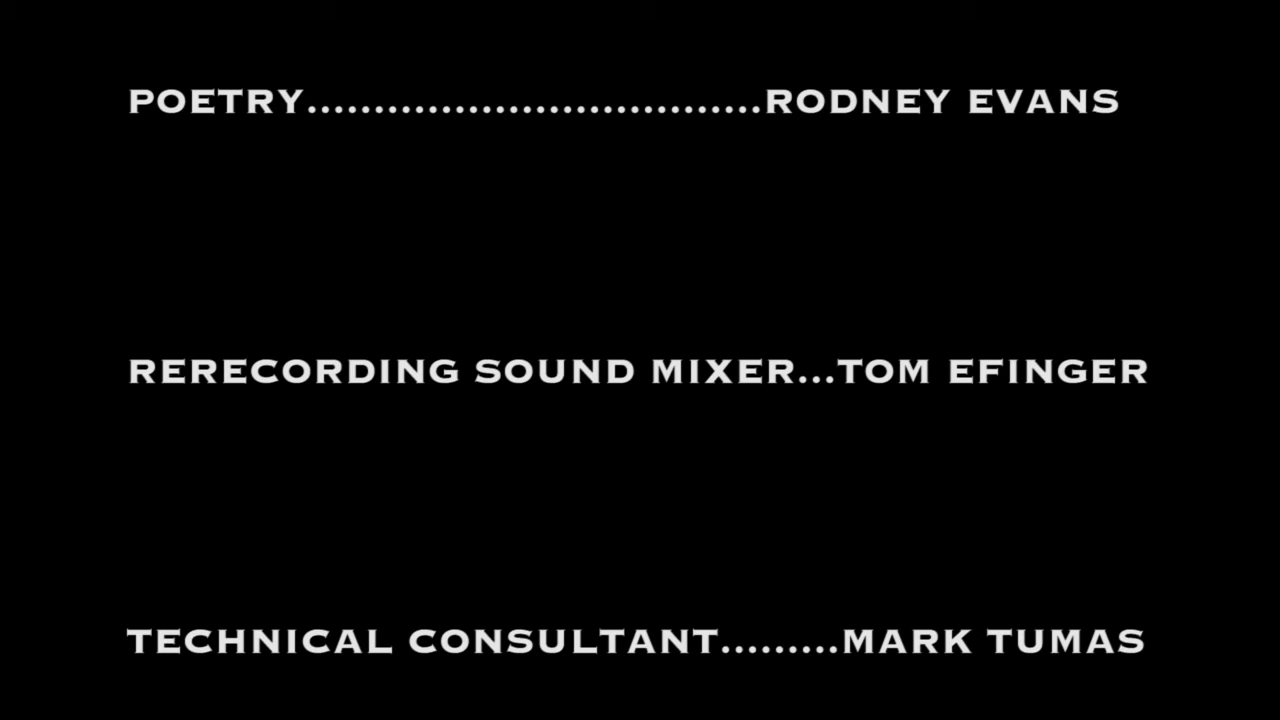 POETRY..................................RODNEY EVANS
RERECORDING SOUND MIXER...TOM EFINGER
TECHNICAL CONSULTANT.........MARK TUMAS